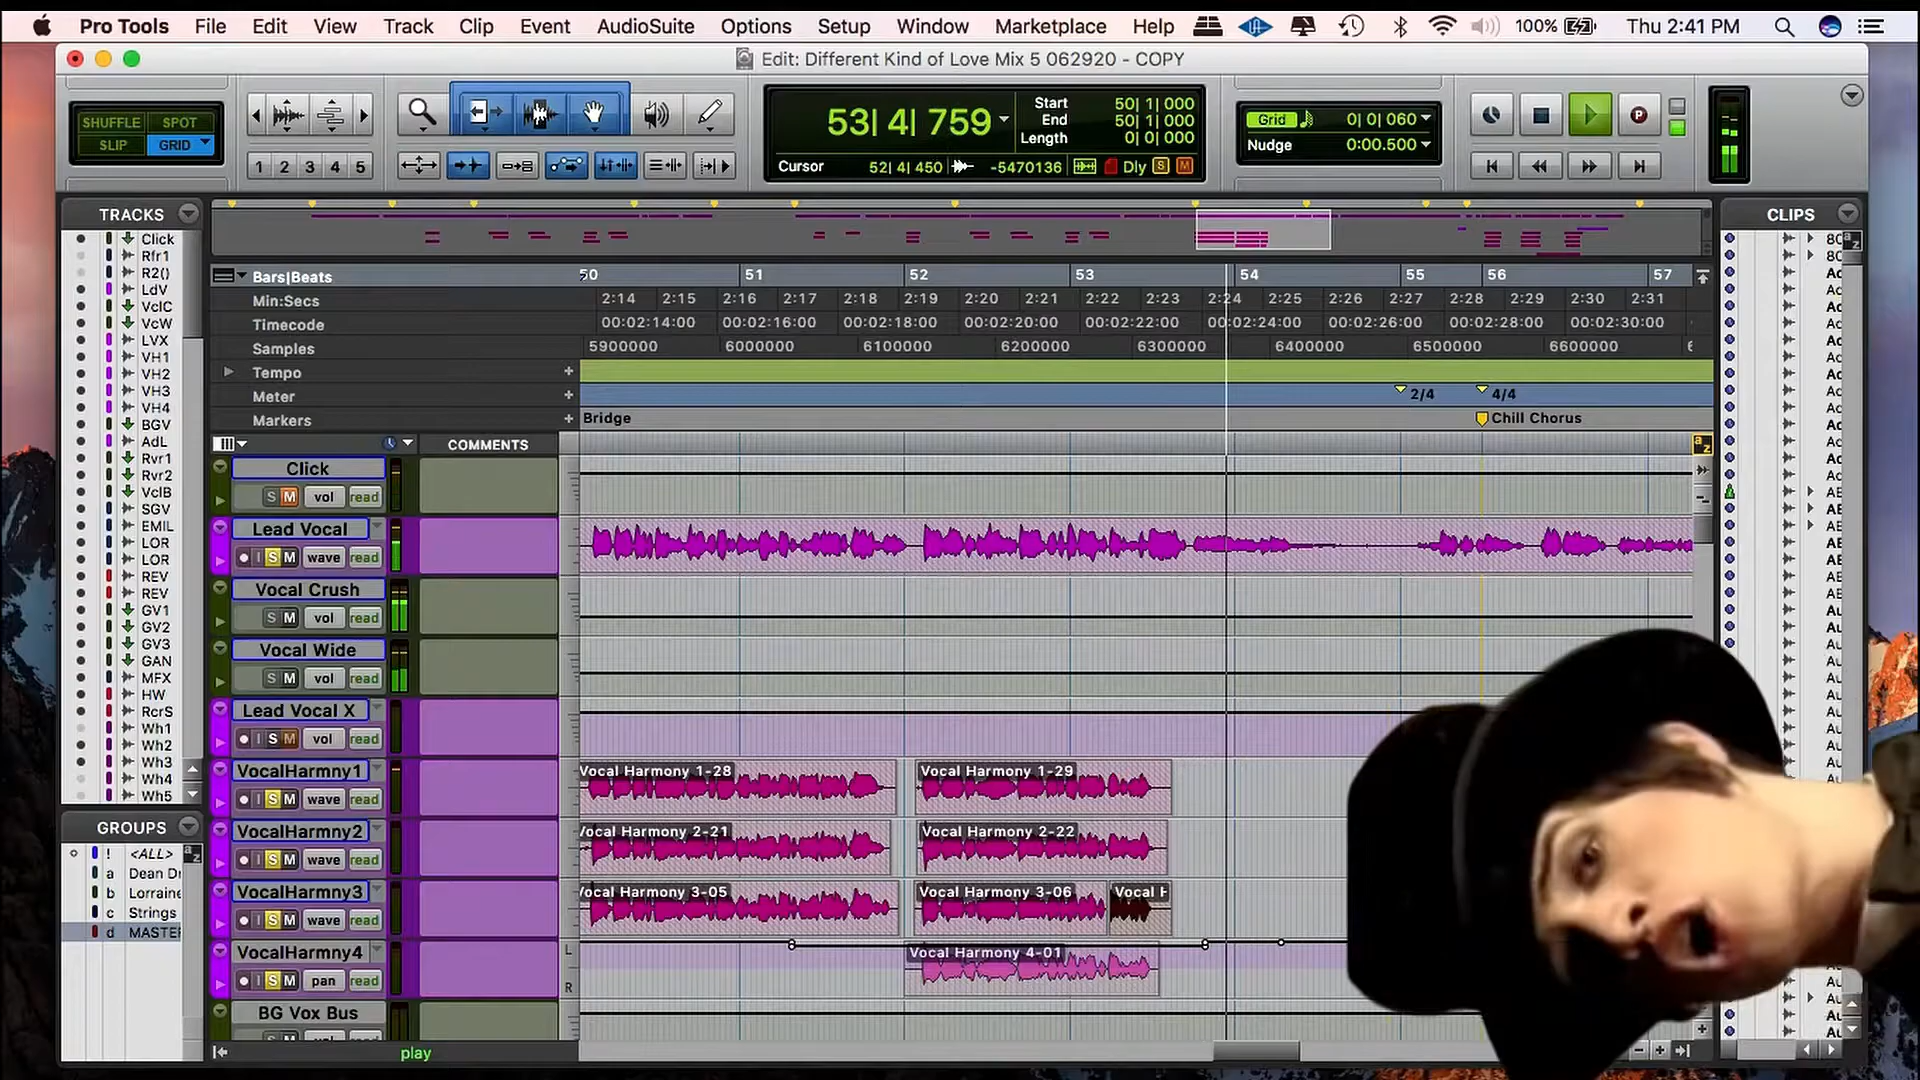 Pro Tools File Edit View Track Clip Event AudioSuite Options Setup Window Marketplace Help 100% Thu 2:41 PM
Edit: Different Kind of Love Mix 5 062920 - COPY
SHUFFLE SPOT
SLIP GRID
1 2 3 4 5
53| 4| 759
Start 50| 1| 000
End 50| 1| 000
Length 0| 0| 000
Cursor 52| 4| 450 -5470136 Dly S M
Grid 0| 0| 060
Nudge 0:00.500
TRACKS
Click
Rfr1
R2()
LdV
VclC
VcW
LVX
VH1
VH2
VH3
VH4
BGV
AdL
Rvr1
Rvr2
VclB
SGV
EMIL
LOR
LOR
REV
REV
GV1
GV2
GV3
GAN
MFX
HW
RcrS
Wh1
Wh2
Wh3
Wh4
Wh5
GROUPS
! <ALL>
a Dean Dr
b Lorraine
c Strings
d MASTER
Bars|Beats 50 51 52 53 54 55 56 57
Min:Secs 2:14 2:15 2:16 2:17 2:18 2:19 2:20 2:21 2:22 2:23 2:24 2:25 2:26 2:27 2:28 2:29 2:30 2:31
Timecode 00:02:14:00 00:02:16:00 00:02:18:00 00:02:20:00 00:02:22:00 00:02:24:00 00:02:26:00 00:02:28:00 00:02:30:00
Samples 5900000 6000000 6100000 6200000 6300000 6400000 6500000 6600000
Tempo +
Meter + 2/4 4/4
Markers + Bridge Chill Chorus
COMMENTS
Click
S M vol read
Lead Vocal
I S M wave read
Vocal Crush
S M vol read
Vocal Wide
S M vol read
Lead Vocal X
S M vol read
VocalHarmny1 Vocal Harmony 1-28 Vocal Harmony 1-29
I S M wave read
VocalHarmny2 Vocal Harmony 2-21 Vocal Harmony 2-22
I S M wave read
VocalHarmny3 Vocal Harmony 3-05 Vocal Harmony 3-06 Vocal H
I S M wave read
VocalHarmny4 L Vocal Harmony 4-01
I S M pan read R
BG Vox Bus
play
CLIPS